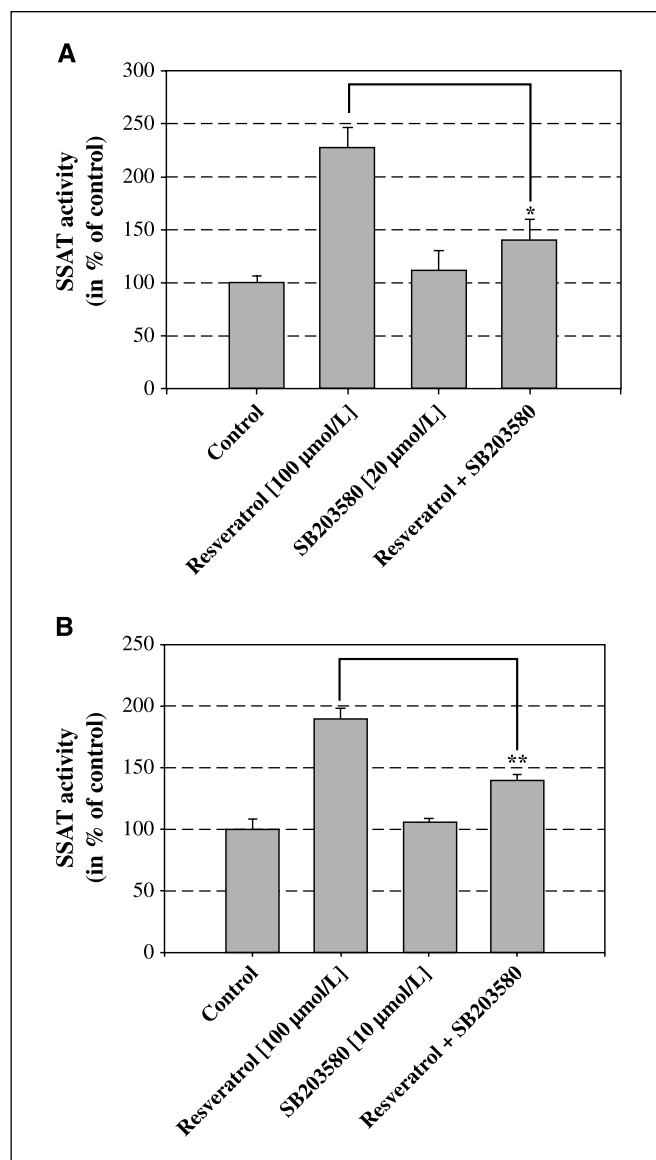 A
300
250
200
150
100
50
0
SSAT activity
(in % of control)
*
Control
Resveratrol [100 μmol/L]
SB203580 [20 μmol/L]
Resveratrol + SB203580
B
250
200
150
100
50
0
SSAT activity
(in % of control)
**
Control
Resveratrol [100 μmol/L]
SB203580 [10 μmol/L]
Resveratrol + SB203580